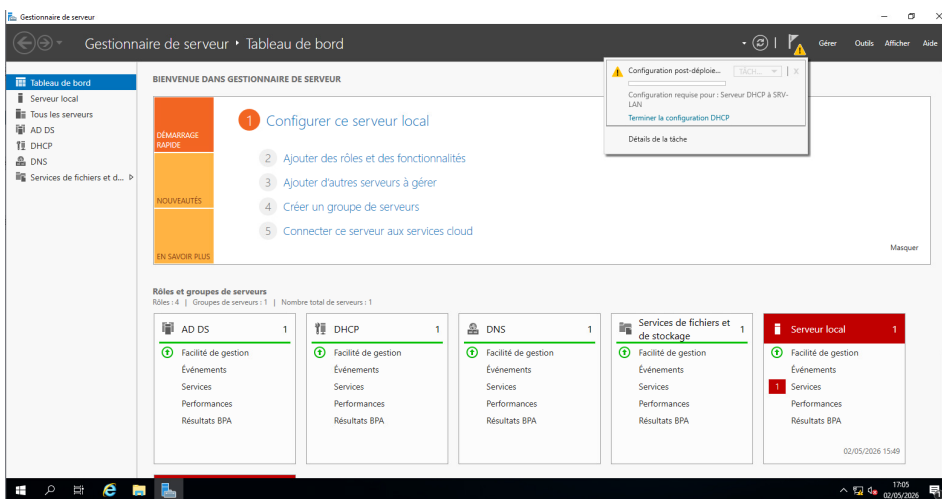 Gestionnaire de serveur
Gestionnaire de serveur • Tableau de bord
Gérer Outils Afficher Aide
Tableau de bord
Serveur local
Tous les serveurs
AD DS
DHCP
DNS
Services de fichiers et d...
BIENVENUE DANS GESTIONNAIRE DE SERVEUR
DÉMARRAGE
RAPIDE
NOUVEAUTÉS
EN SAVOIR PLUS
1 Configurer ce serveur local
2 Ajouter des rôles et des fonctionnalités
3 Ajouter d'autres serveurs à gérer
4 Créer un groupe de serveurs
5 Connecter ce serveur aux services cloud
Masquer
Configuration post-déploie... TÂCH... X
Configuration requise pour : Serveur DHCP à SRV-
LAN
Terminer la configuration DHCP
Détails de la tâche
Rôles et groupes de serveurs
Rôles : 4 | Groupes de serveurs : 1 | Nombre total de serveurs : 1
AD DS 1
Facilité de gestion
Événements
Services
Performances
Résultats BPA
DHCP 1
Facilité de gestion
Événements
Services
Performances
Résultats BPA
DNS 1
Facilité de gestion
Événements
Services
Performances
Résultats BPA
Services de fichiers et
de stockage 1
Facilité de gestion
Événements
Services
Performances
Résultats BPA
Serveur local 1
Facilité de gestion
Événements
1 Services
Performances
Résultats BPA
02/05/2026 15:49
17:05
02/05/2026